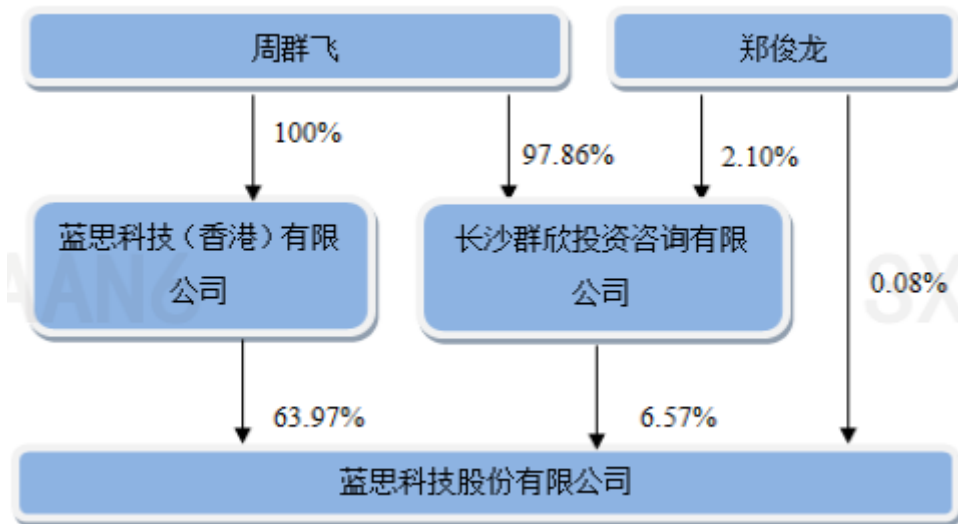 周群飞
郑俊龙
100%
97.86%
2.10%
蓝思科技（香港）有限
公司
长沙群欣投资咨询有限
公司
0.08%
63.97%
6.57%
蓝思科技股份有限公司